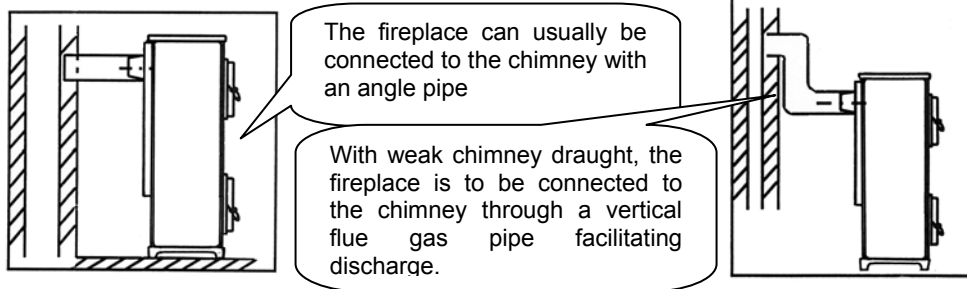 The fireplace can usually be
connected to the chimney with
an angle pipe
With weak chimney draught, the
fireplace is to be connected to
the chimney through a vertical
flue gas pipe facilitating
discharge.